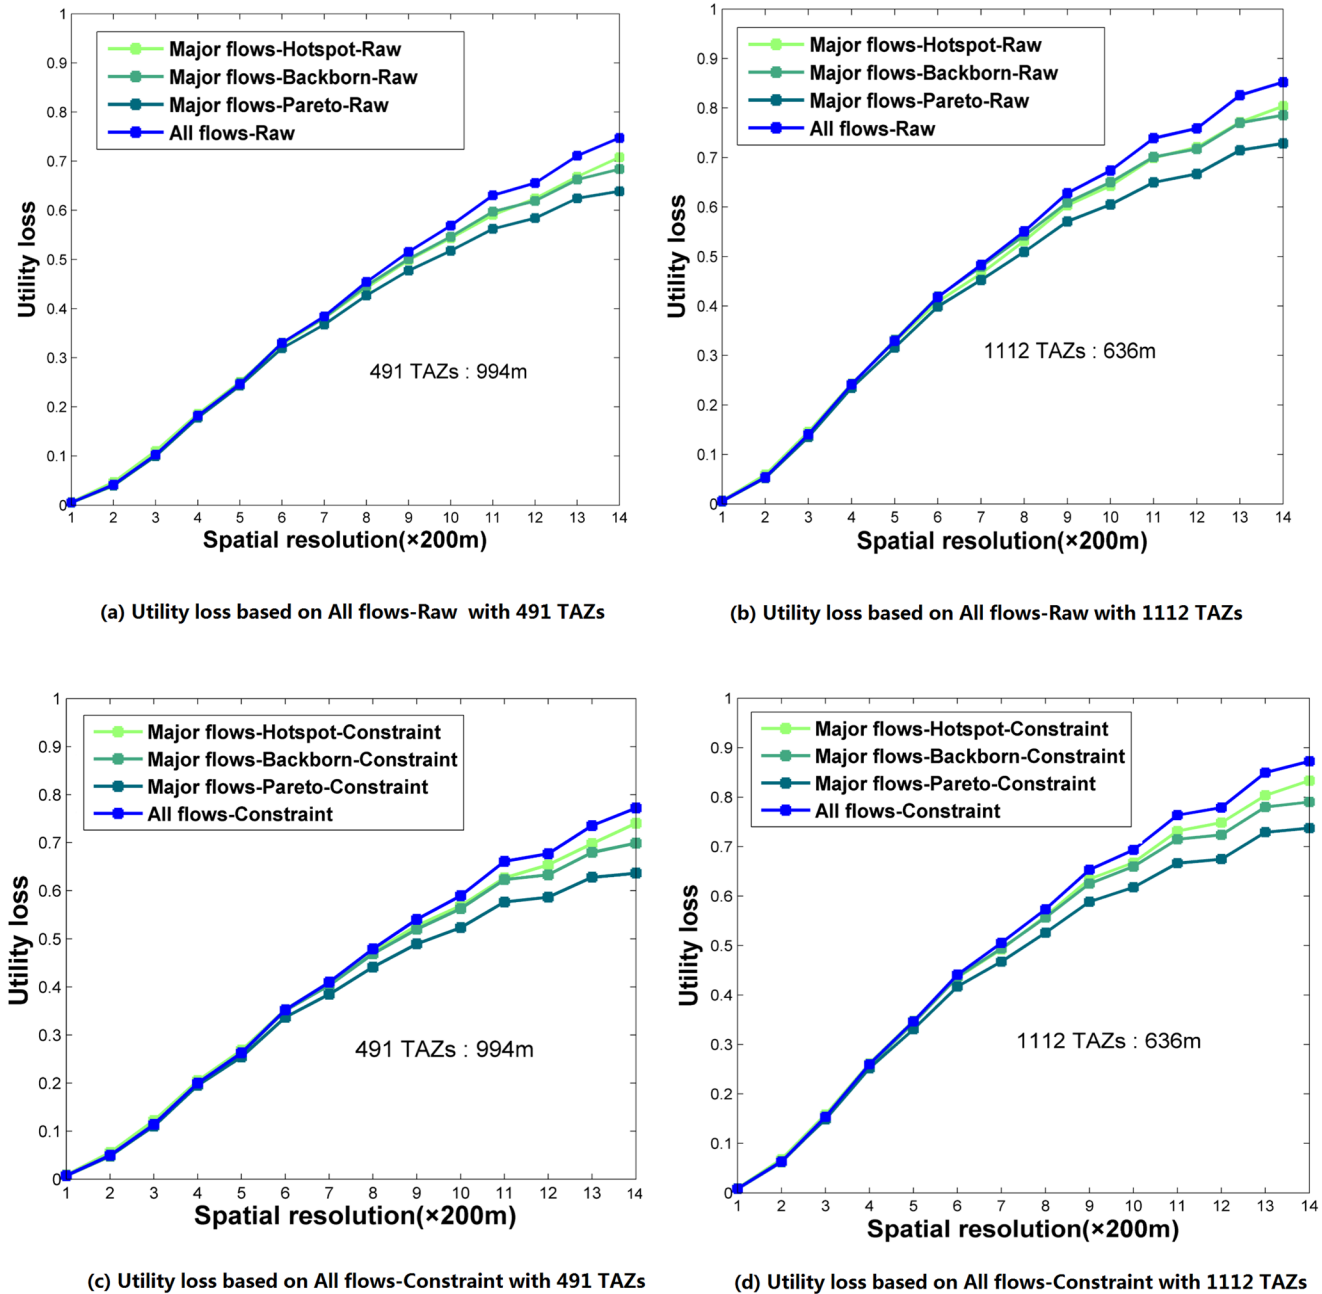 1
0.9
0.8
0.7
0.6
0.5
0.4
0.3
0.2
0.1
0
Utility loss
Major flows-Hotspot-Raw
Major flows-Backborn-Raw
Major flows-Pareto-Raw
All flows-Raw
491 TAZs : 994m
1 2 3 4 5 6 7 8 9 10 11 12 13 14
Spatial resolution(×200m)
(a) Utility loss based on All flows-Raw with 491 TAZs
1
0.9
0.8
0.7
0.6
0.5
0.4
0.3
0.2
0.1
0
Utility loss
Major flows-Hotspot-Raw
Major flows-Backborn-Raw
Major flows-Pareto-Raw
All flows-Raw
1112 TAZs : 636m
1 2 3 4 5 6 7 8 9 10 11 12 13 14
Spatial resolution(×200m)
(b) Utility loss based on All flows-Raw with 1112 TAZs
1
0.9
0.8
0.7
0.6
0.5
0.4
0.3
0.2
0.1
0
Utility loss
Major flows-Hotspot-Constraint
Major flows-Backborn-Constraint
Major flows-Pareto-Constraint
All flows-Constraint
491 TAZs : 994m
1 2 3 4 5 6 7 8 9 10 11 12 13 14
Spatial resolution(×200m)
(c) Utility loss based on All flows-Constraint with 491 TAZs
1
0.9
0.8
0.7
0.6
0.5
0.4
0.3
0.2
0.1
0
Utility loss
Major flows-Hotspot-Constraint
Major flows-Backborn-Constraint
Major flows-Pareto-Constraint
All flows-Constraint
1112 TAZs : 636m
1 2 3 4 5 6 7 8 9 10 11 12 13 14
Spatial resolution(×200m)
(d) Utility loss based on All flows-Constraint with 1112 TAZs